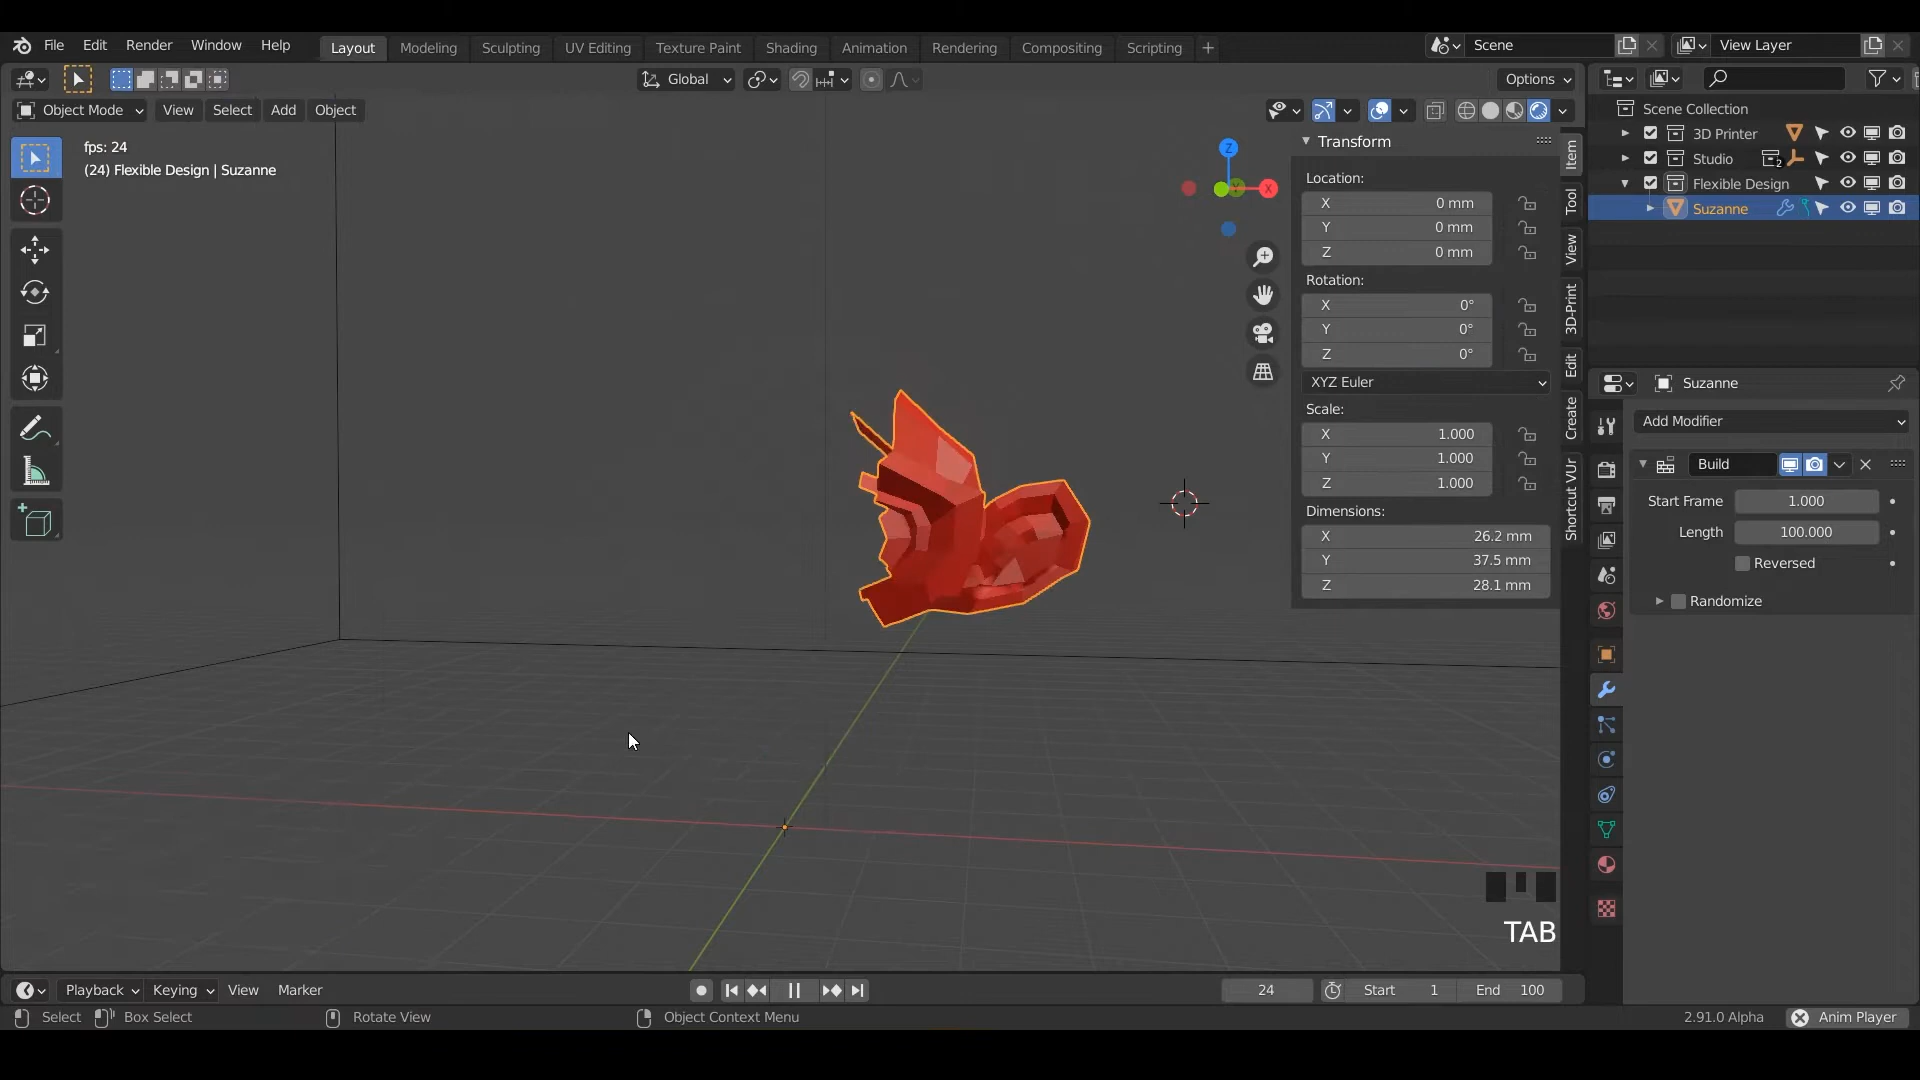 File Edit Render Window Help Layout Modeling Sculpting UV Editing Texture Paint Shading Animation Rendering Compositing Scripting + Scene View Layer
Global Options
Object Mode View Select Add Object
fps: 24
(24) Flexible Design | Suzanne
Z
Y
X
Transform
Location:
X 0 mm
Y 0 mm
Z 0 mm
Rotation:
X 0°
Y 0°
Z 0°
XYZ Euler
Scale:
X 1.000
Y 1.000
Z 1.000
Dimensions:
X 26.2 mm
Y 37.5 mm
Z 28.1 mm
Item
Tool
View
3D-Print
Edit
Create
Shortcut VUr
Scene Collection
3D Printer
Studio 2
Flexible Design
Suzanne
Suzanne
Add Modifier
Build
Start Frame 1.000
Length 100.000
Reversed
Randomize
TAB
Playback Keying View Marker 24 Start 1 End 100
Select Box Select Rotate View Object Context Menu 2.91.0 Alpha Anim Player